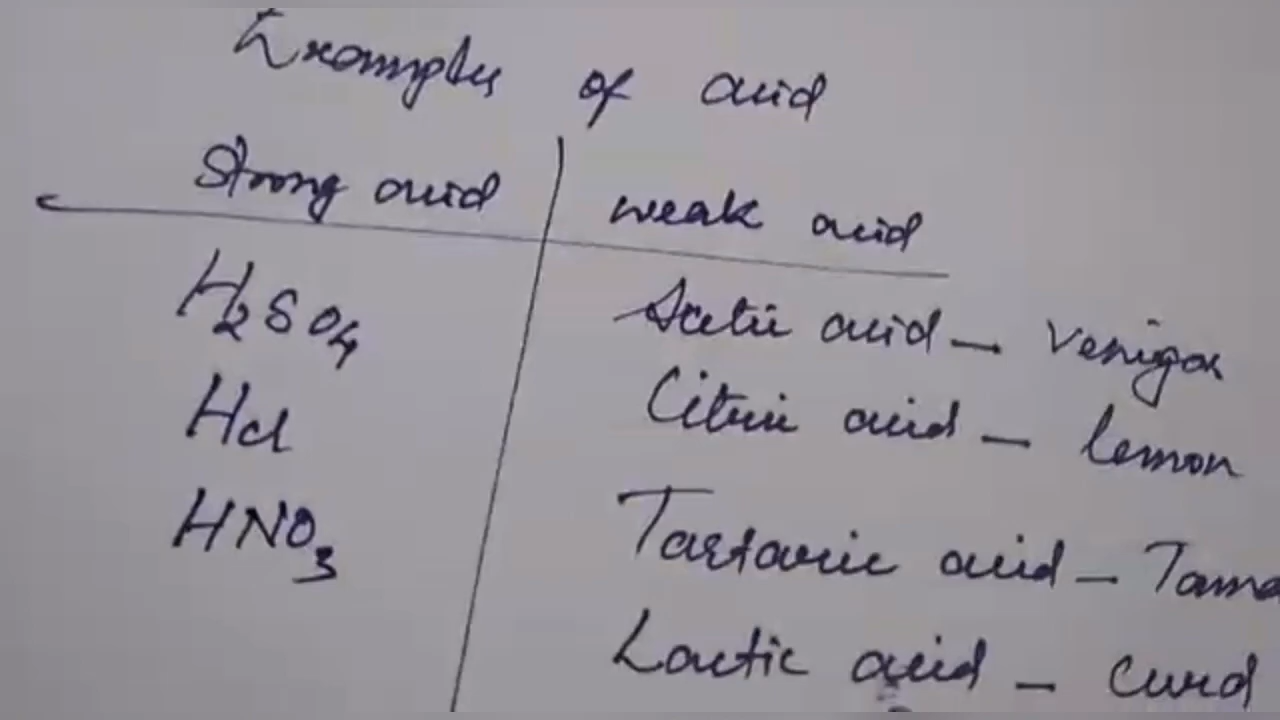 Examples of acid
Strong acid weak acid
H2SO4 Acetic acid - Venigar
Hcl Citric acid - lemon
HNO3 Tartaric acid - Tama
Lactic acid - curd